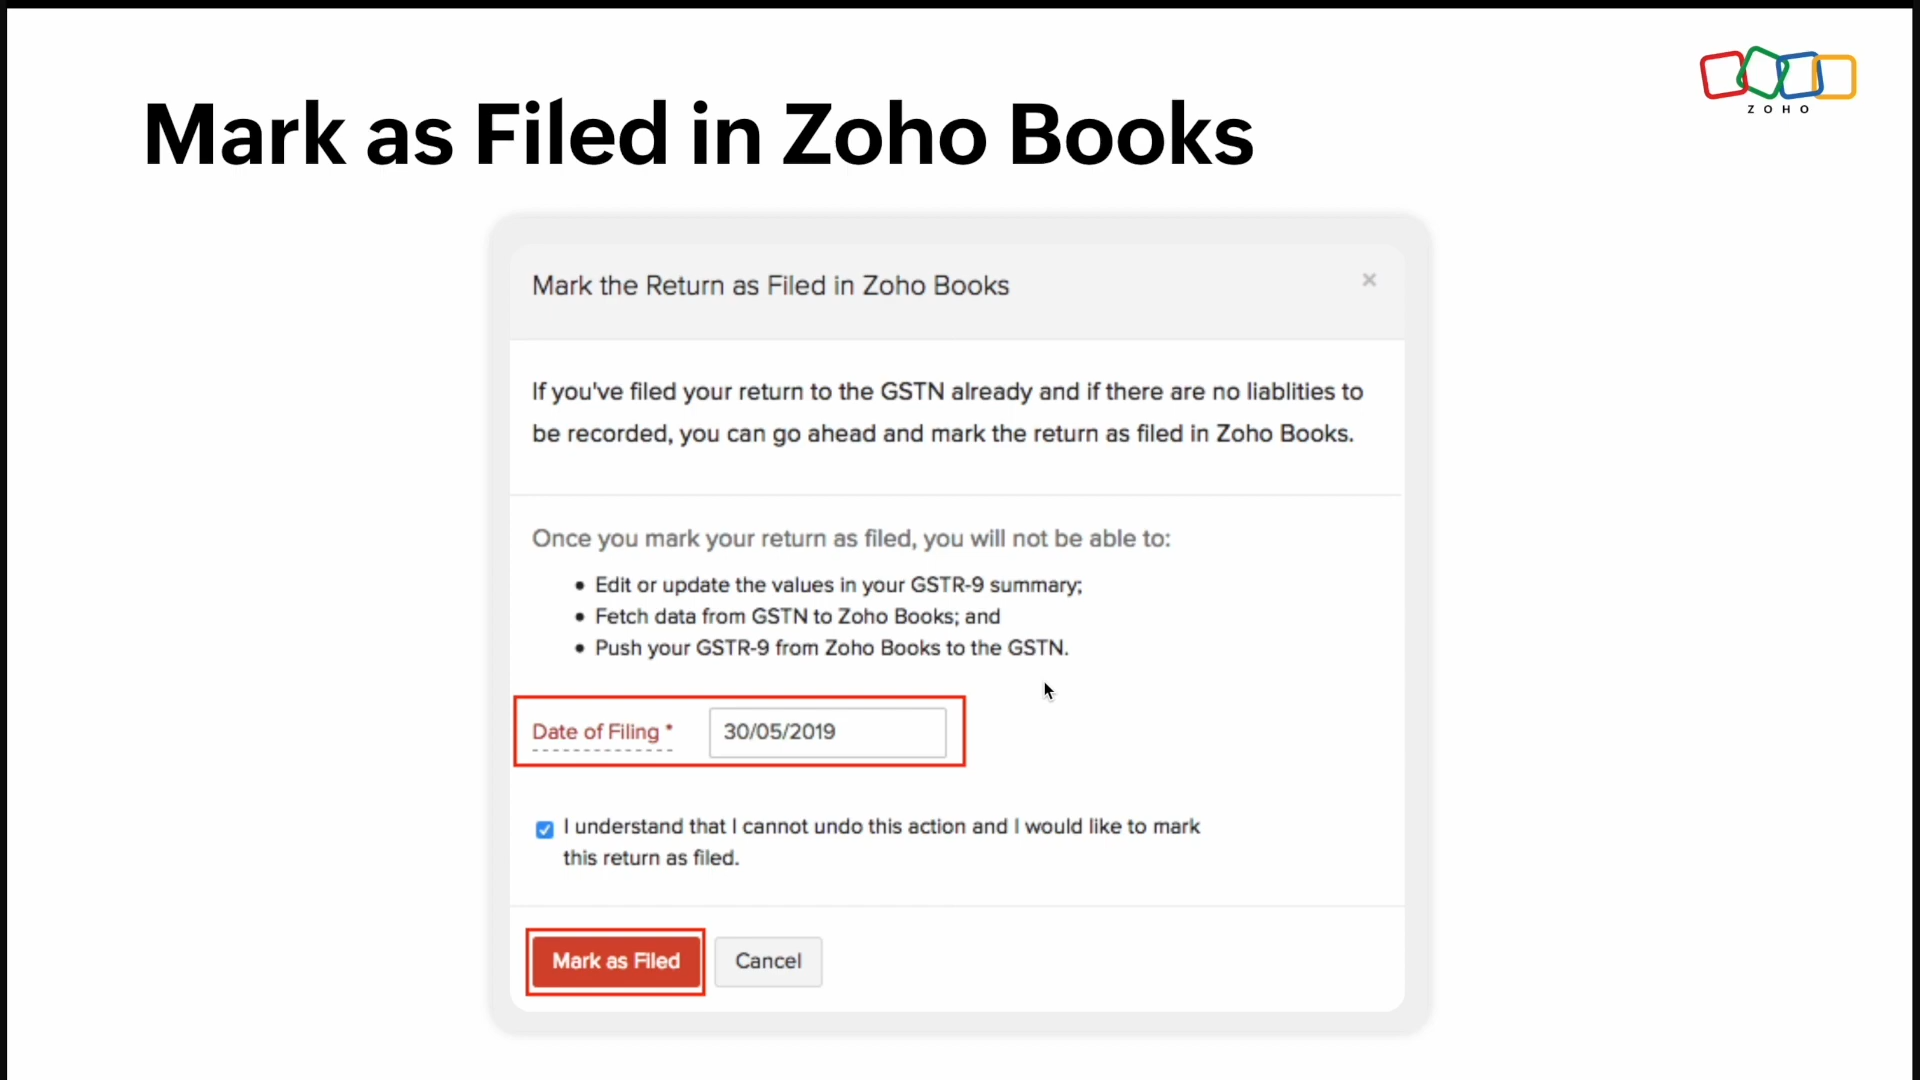 ZOHO
Mark as Filed in Zoho Books
Mark the Return as Filed in Zoho Books
×
If you've filed your return to the GSTN already and if there are no liablities to
be recorded, you can go ahead and mark the return as filed in Zoho Books.
Once you mark your return as filed, you will not be able to:
• Edit or update the values in your GSTR-9 summary;
• Fetch data from GSTN to Zoho Books; and
• Push your GSTR-9 from Zoho Books to the GSTN.
Date of Filing * 30/05/2019
I understand that I cannot undo this action and I would like to mark
this return as filed.
Mark as Filed Cancel